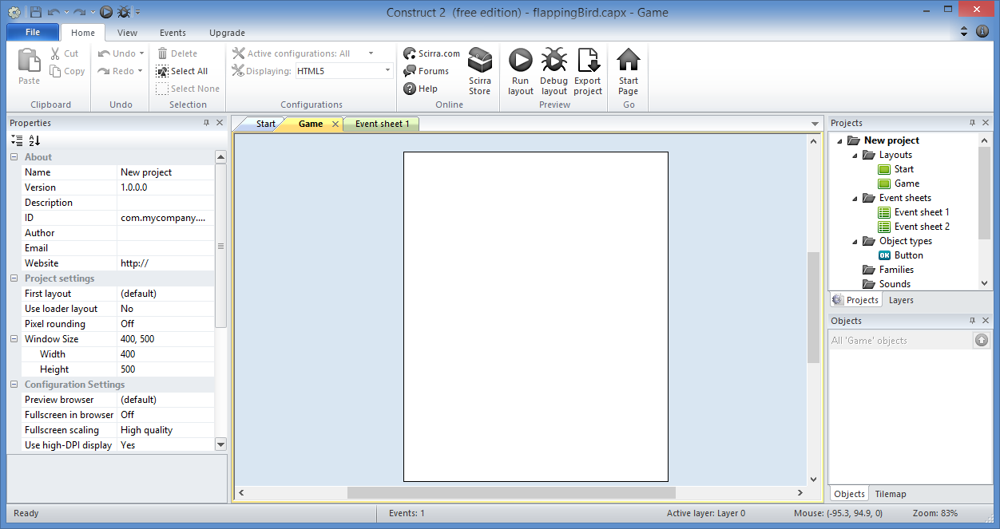 Construct 2  (free edition) - flappingBird.capx - Game
File Home View Events Upgrade
Paste
Cut
Copy
Clipboard
Undo
Redo
Undo
Delete
Select All
Select None
Selection
Active configurations: All
Displaying: HTML5
Configurations
Scirra.com
Forums
Help
Scirra Store
Online
Run layout
Debug layout
Export project
Preview
Start Page
Go
Properties
About
Name New project
Version 1.0.0.0
Description
ID com.mycompany....
Author
Email
Website http://
Project settings
First layout (default)
Use loader layout No
Pixel rounding Off
Window Size 400, 500
Width 400
Height 500
Configuration Settings
Preview browser (default)
Fullscreen in browser Off
Fullscreen scaling High quality
Use high-DPI display Yes
Start Game Event sheet 1
Projects
New project
Layouts
Start
Game
Event sheets
Event sheet 1
Event sheet 2
Object types
OK Button
Families
Sounds
Projects Layers
Objects
All 'Game' objects
Objects Tilemap
Ready Events: 1 Active layer: Layer 0 Mouse: (-95.3, 94.9, 0) Zoom: 83%